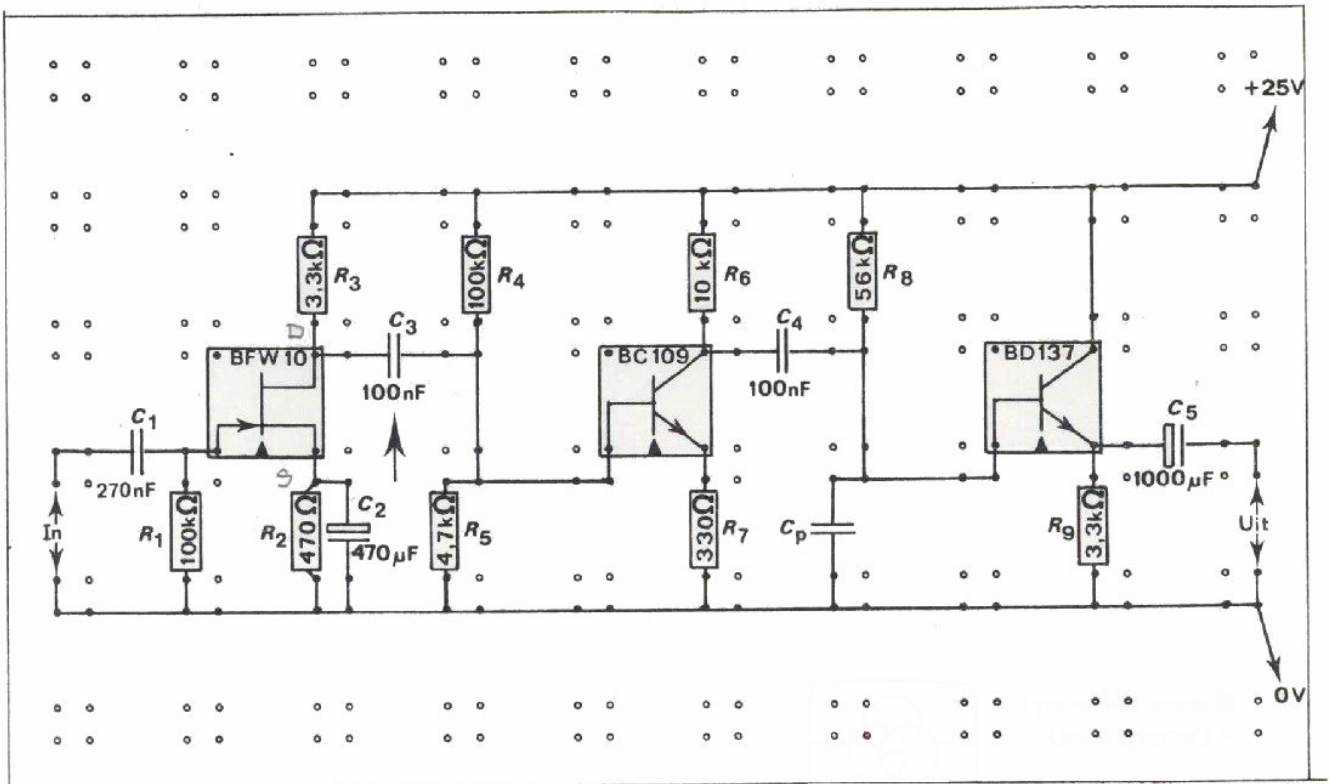 +25V
3,3kΩ
R3
100kΩ
R4
10 kΩ
R6
56kΩ
R8
D
C3
C4
BFW10
BC109
BD137
100nF
100nF
C1
C5
270nF
S
1000µF
In
R1
100kΩ
R2
470Ω
C2
470µF
4,7kΩ
R5
330Ω
R7
Cp
R9
3,3kΩ
Uit
0V